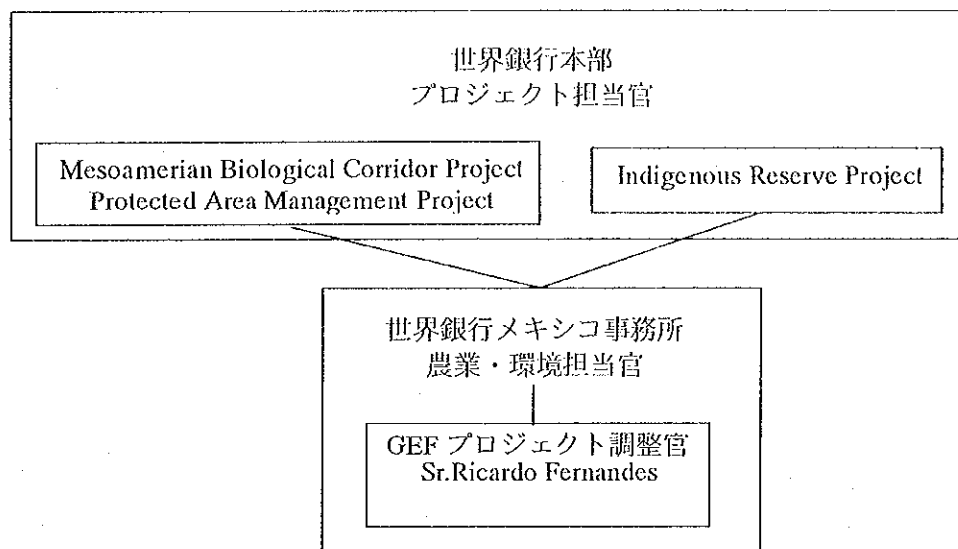 世界銀行本部
プロジェクト担当官
Mesoamerian Biological Corridor Project
Protected Area Management Project
Indigenous Reserve Project
世界銀行メキシコ事務所
農業・環境担当官
GEF プロジェクト調整官
Sr.Ricardo Fernandes